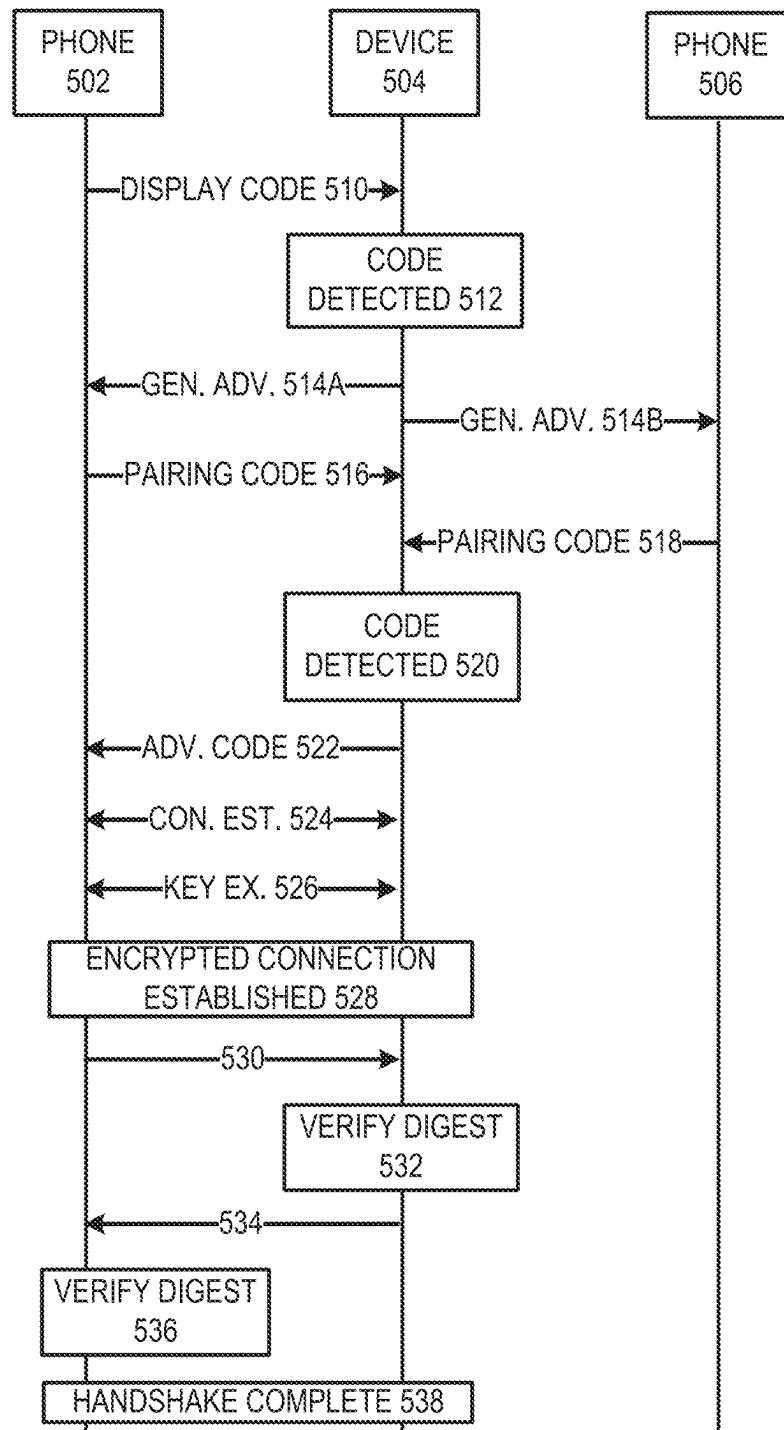 PHONE
502
DEVICE
504
PHONE
506
DISPLAY CODE 510
CODE
DETECTED 512
GEN. ADV. 514A
GEN. ADV. 514B
PAIRING CODE 516
PAIRING CODE 518
CODE
DETECTED 520
ADV. CODE 522
CON. EST. 524
KEY EX. 526
ENCRYPTED CONNECTION
ESTABLISHED 528
530
VERIFY DIGEST
532
534
VERIFY DIGEST
536
HANDSHAKE COMPLETE 538